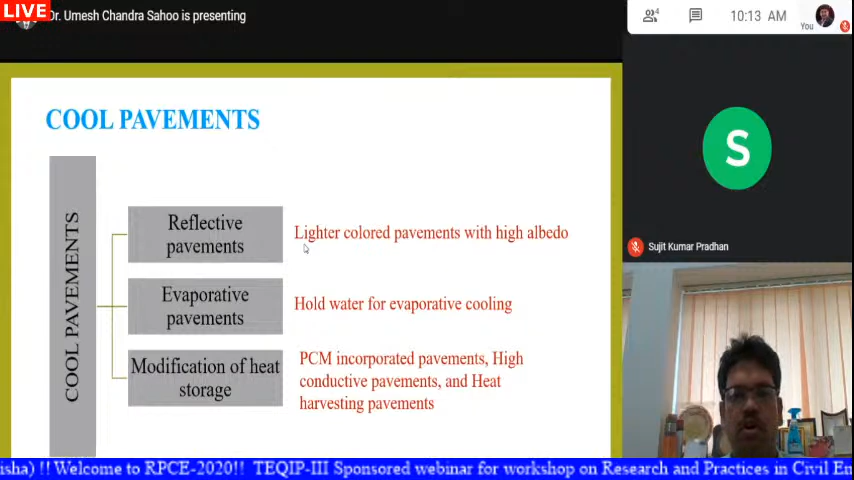 LIVE
Dr. Umesh Chandra Sahoo is presenting
4
10:13 AM
You
COOL PAVEMENTS
COOL PAVEMENTS
Reflective
pavements
Lighter colored pavements with high albedo
Evaporative
pavements
Hold water for evaporative cooling
Modification of heat
storage
PCM incorporated pavements, High
conductive pavements, and Heat
harvesting pavements
S
Sujit Kumar Pradhan
isha) !! Welcome to RPCE-2020!! TEQIP-III Sponsored webinar for workshop on Research and Practices in Civil En